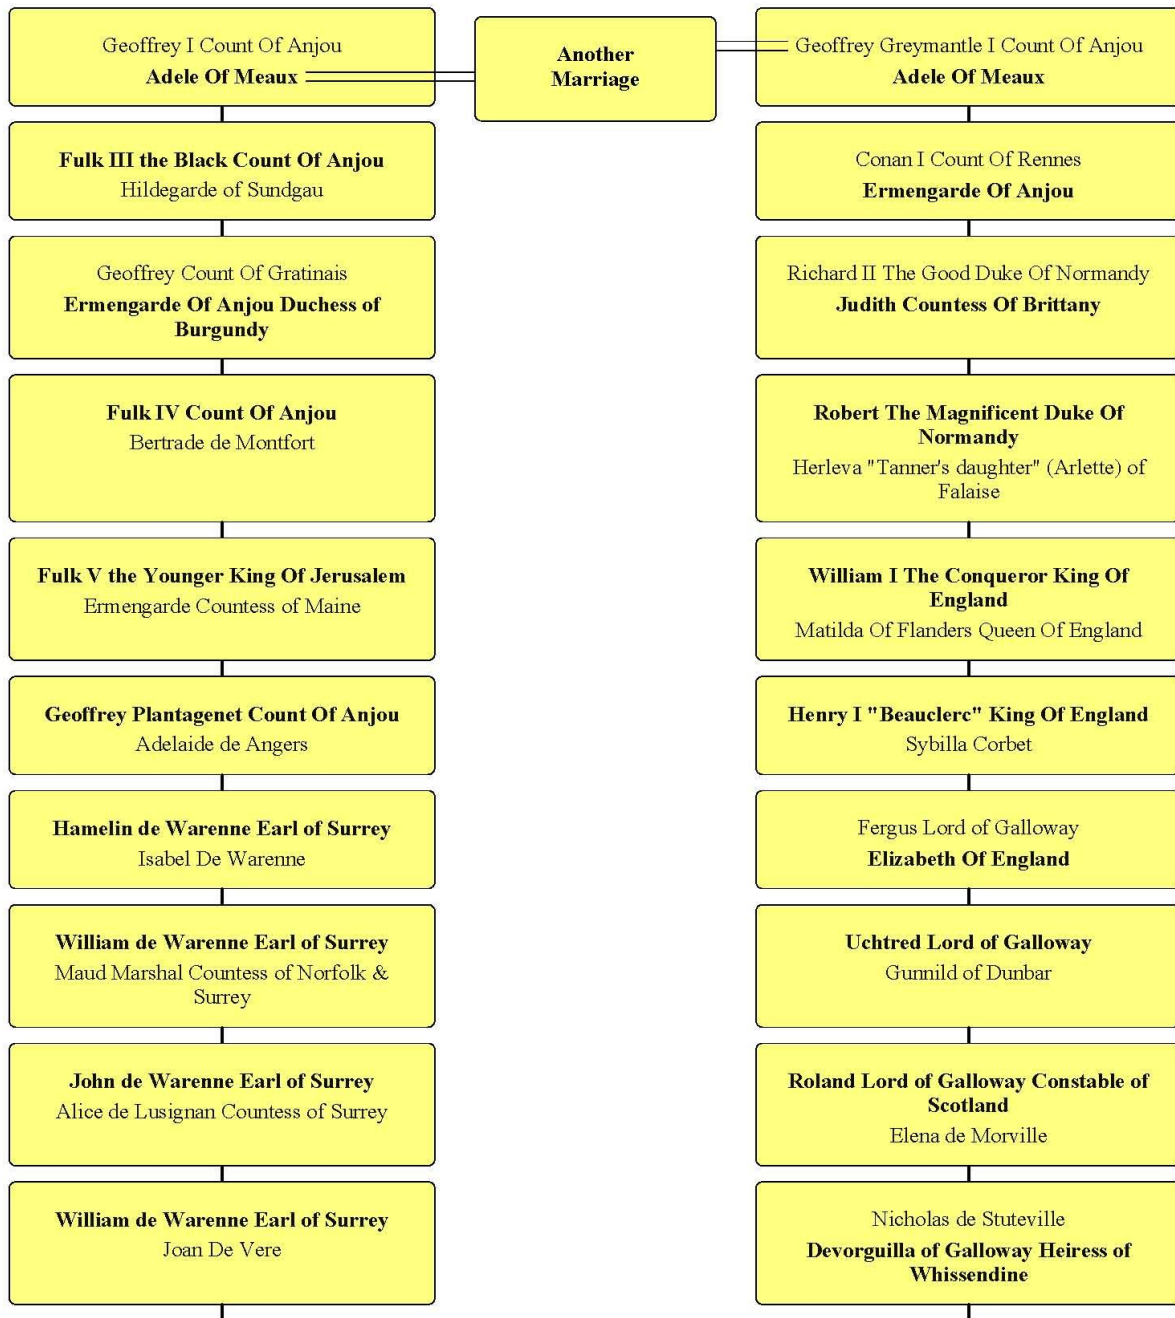 Geoffrey I Count Of Anjou
Adele Of Meaux
Another
Marriage
Geoffrey Greymantle I Count Of Anjou
Adele Of Meaux
Fulk III the Black Count Of Anjou
Hildegarde of Sundgau
Conan I Count Of Rennes
Ermengarde Of Anjou
Geoffrey Count Of Gratinais
Ermengarde Of Anjou Duchess of
Burgundy
Richard II The Good Duke Of Normandy
Judith Countess Of Brittany
Fulk IV Count Of Anjou
Bertrade de Montfort
Robert The Magnificent Duke Of
Normandy
Herleva "Tanner's daughter" (Arlette) of
Falaise
Fulk V the Younger King Of Jerusalem
Ermengarde Countess of Maine
William I The Conqueror King Of
England
Matilda Of Flanders Queen Of England
Geoffrey Plantagenet Count Of Anjou
Adelaide de Angers
Henry I "Beauclerc" King Of England
Sybilla Corbet
Hamelin de Warenne Earl of Surrey
Isabel De Warenne
Fergus Lord of Galloway
Elizabeth Of England
William de Warenne Earl of Surrey
Maud Marshal Countess of Norfolk &
Surrey
Uchtred Lord of Galloway
Gunnild of Dunbar
John de Warenne Earl of Surrey
Alice de Lusignan Countess of Surrey
Roland Lord of Galloway Constable of
Scotland
Elena de Morville
William de Warenne Earl of Surrey
Joan De Vere
Nicholas de Stuteville
Devorguilla of Galloway Heiress of
Whissendine